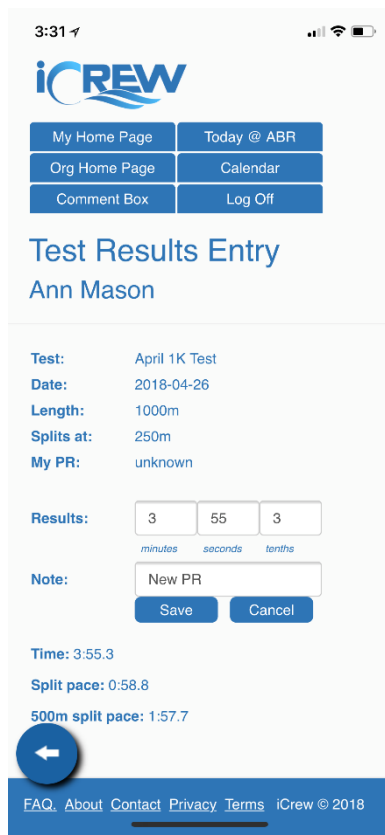 3:31
iCREW
My Home Page Today @ ABR
Org Home Page Calendar
Comment Box Log Off
Test Results Entry
Ann Mason
Test: April 1K Test
Date: 2018-04-26
Length: 1000m
Splits at: 250m
My PR: unknown
Results: 3 55 3
minutes seconds tenths
Note: New PR
Save Cancel
Time: 3:55.3
Split pace: 0:58.8
500m split pace: 1:57.7
FAQ. About Contact Privacy Terms iCrew © 2018